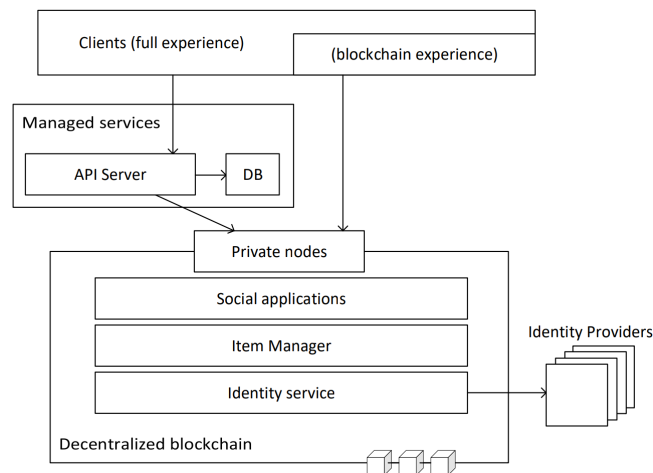 Clients (full experience)
(blockchain experience)
Managed services
API Server
DB
Private nodes
Social applications
Item Manager
Identity service
Identity Providers
Decentralized blockchain